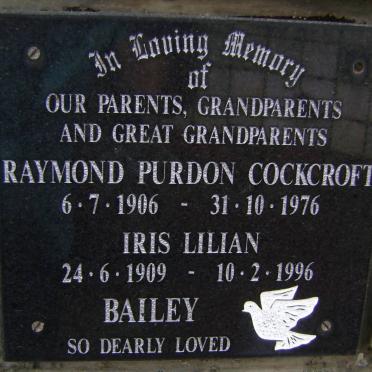 In Loving Memory
of
OUR PARENTS, GRANDPARENTS
AND GREAT GRANDPARENTS
RAYMOND PURDON COCKCROFT
6·7·1906 - 31·10·1976
IRIS LILIAN
24·6·1909 - 10·2·1996
BAILEY
SO DEARLY LOVED